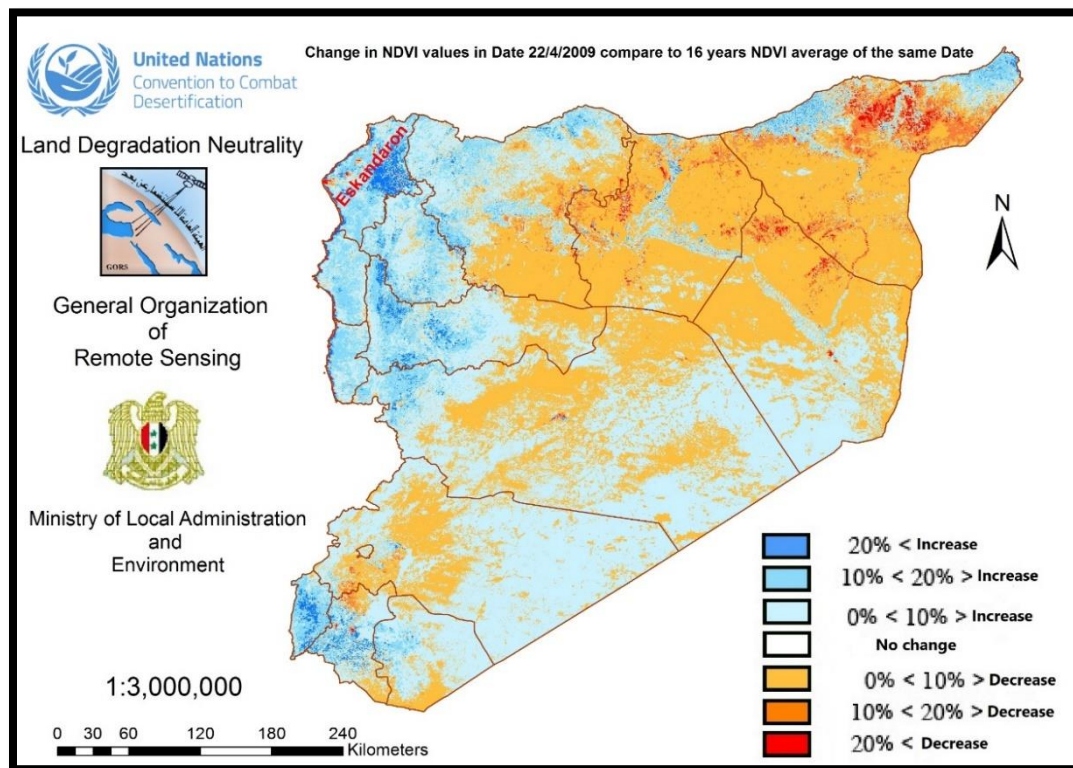 Change in NDVI values in Date 22/4/2009 compare to 16 years NDVI average of the same Date
United Nations
Convention to Combat
Desertification
Land Degradation Neutrality
GORS
General Organization
of
Remote Sensing
Ministry of Local Administration
and
Environment
1:3,000,000
0 30 60 120 180 240
Kilometers
Eskandaron
N
20% < Increase
10% < 20% > Increase
0% < 10% > Increase
No change
0% < 10% > Decrease
10% < 20% > Decrease
20% < Decrease